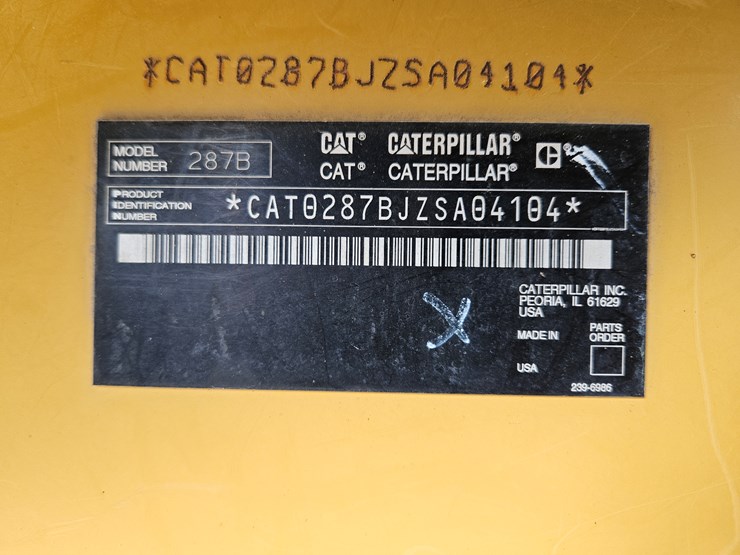 *CAT0287BJZSA04104*
MODEL NUMBER 287B
CAT® CATERPILLAR®
CAT® CATERPILLAR®
PRODUCT IDENTIFICATION NUMBER *CAT0287BJZSA04104*
CATERPILLAR INC.
PEORIA, IL 61629
USA
MADE IN
PARTS ORDER
USA
239-6986